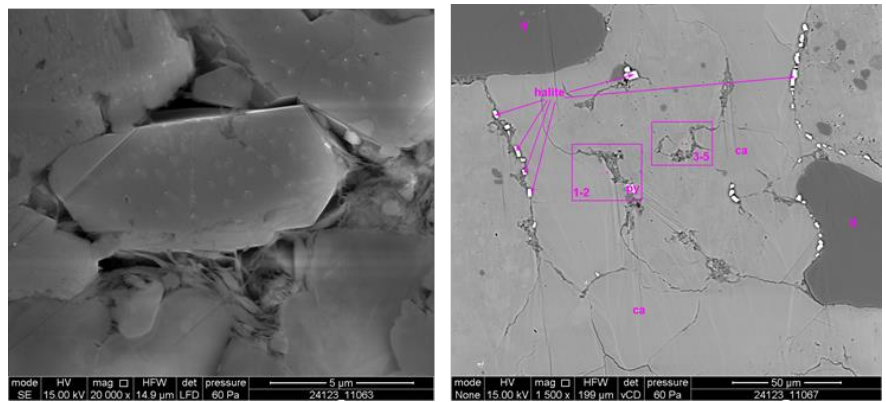 mode HV mag □ HFW det pressure 5 µm
SE 15.00 kV 20 000 x 14.9 µm LFD 60 Pa 24123_11063
halite
3-5
ca
1-2
py
ca
mode HV mag □ HFW det pressure 50 µm
None 15.00 kV 1 500 x 199 µm vCD 60 Pa 24123_11067